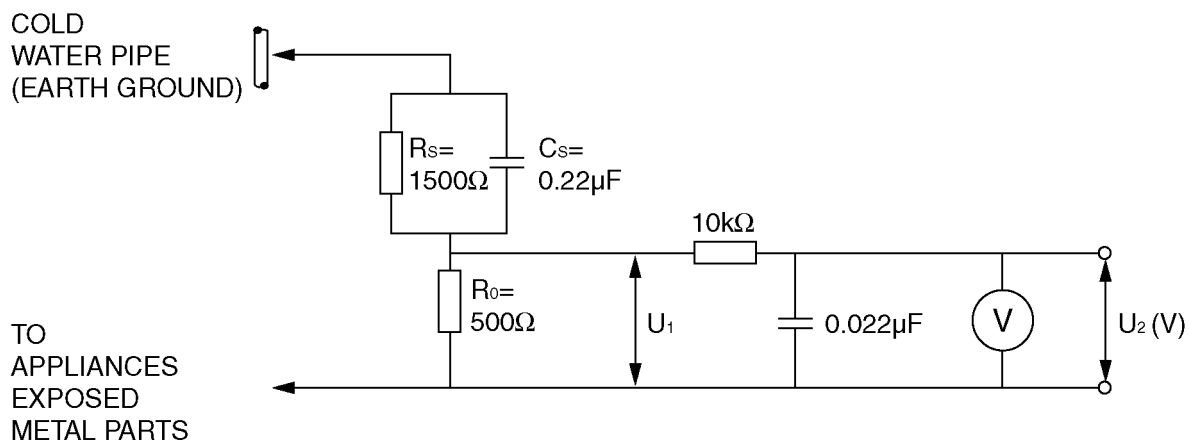 COLD
WATER PIPE
(EARTH GROUND)
Rs=
1500Ω
Cs=
0.22µF
10kΩ
R0=
500Ω
U1
0.022µF
V
U2 (V)
TO
APPLIANCES
EXPOSED
METAL PARTS